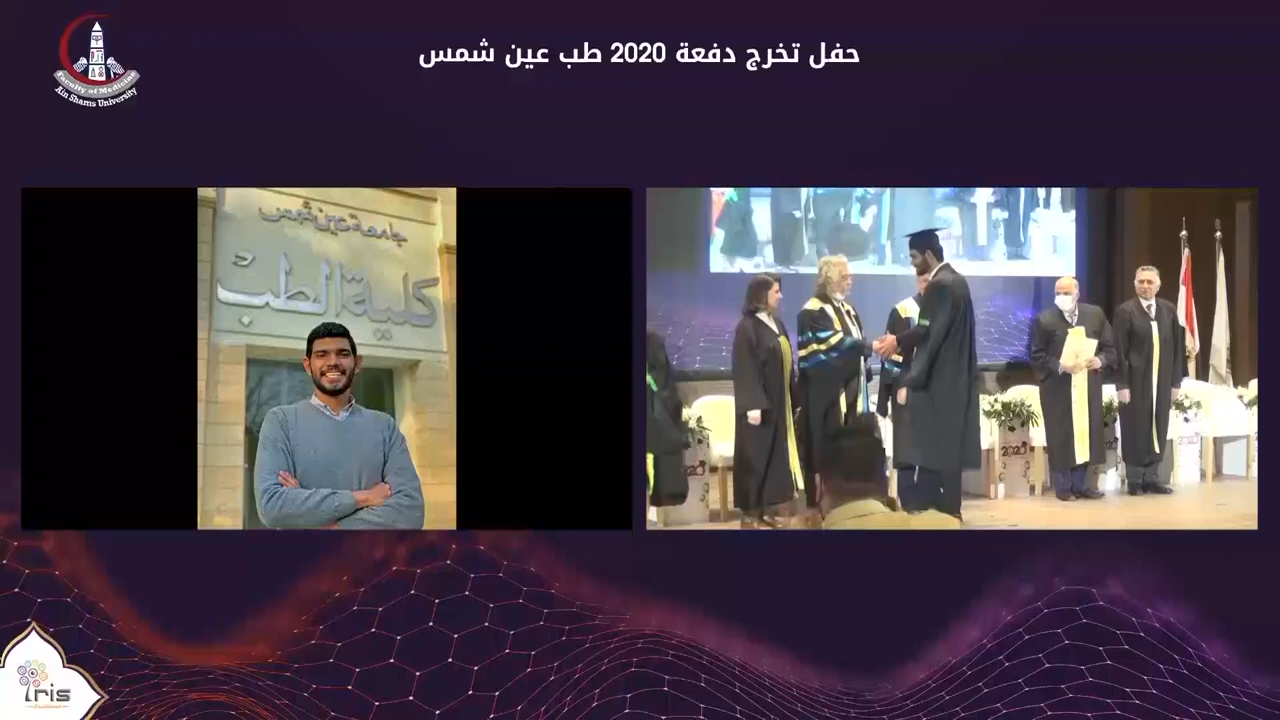 حفل تخرج دفعة 2020 طب عين شمس
Faculty of Medicine
Ain Shams University
جامعة عين شمس
كلية الطب
2020
2020
iris